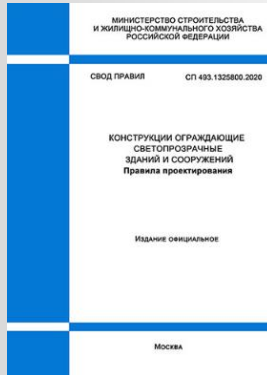 МИНИСТЕРСТВО СТРОИТЕЛЬСТВА
И ЖИЛИЩНО-КОММУНАЛЬНОГО ХОЗЯЙСТВА
РОССИЙСКОЙ ФЕДЕРАЦИИ
СВОД ПРАВИЛ СП 493.1325800.2020
КОНСТРУКЦИИ ОГРАЖДАЮЩИЕ
СВЕТОПРОЗРАЧНЫЕ
ЗДАНИЙ И СООРУЖЕНИЙ
Правила проектирования
ИЗДАНИЕ ОФИЦИАЛЬНОЕ
МОСКВА